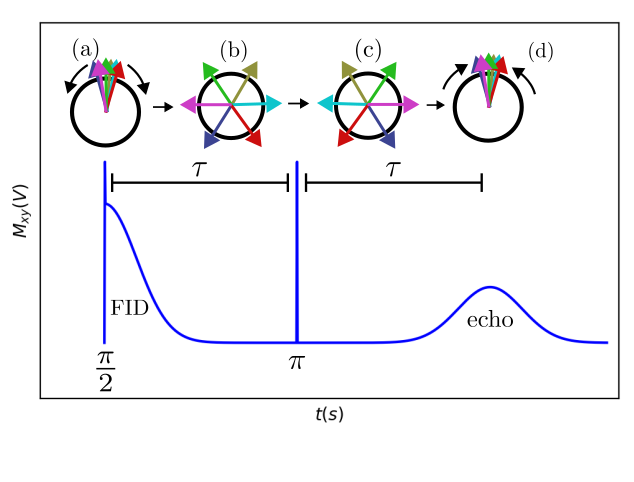 (a) (b) (c) (d)
τ τ
M_xy(V)
FID
echo
π/2
π
t(s)